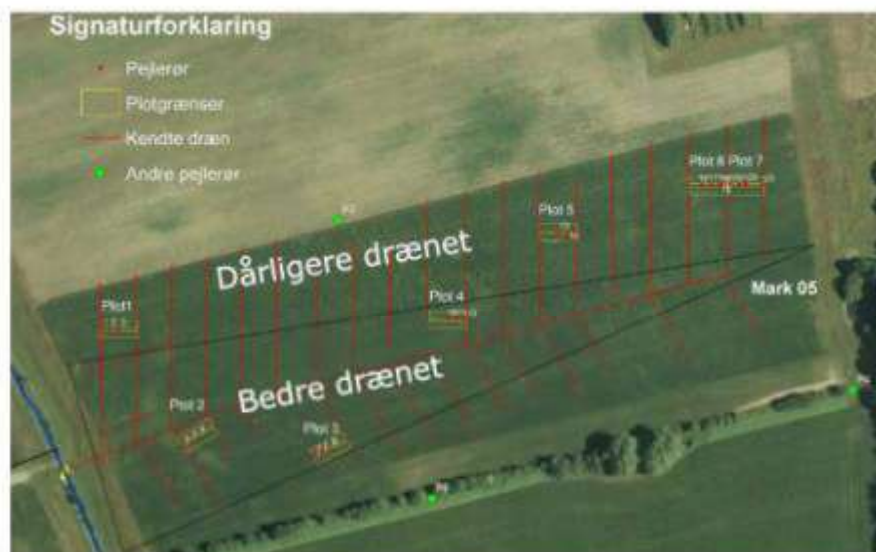 Signaturforklaring
Pejlerør
Plotgrænser
Kendte dræn
Andre pejlerør
Plot 6 Plot 7
Plot 5
Dårligere drænet
Plot1
Plot 4
Mark 05
Bedre drænet
Plot 2
Plot 3